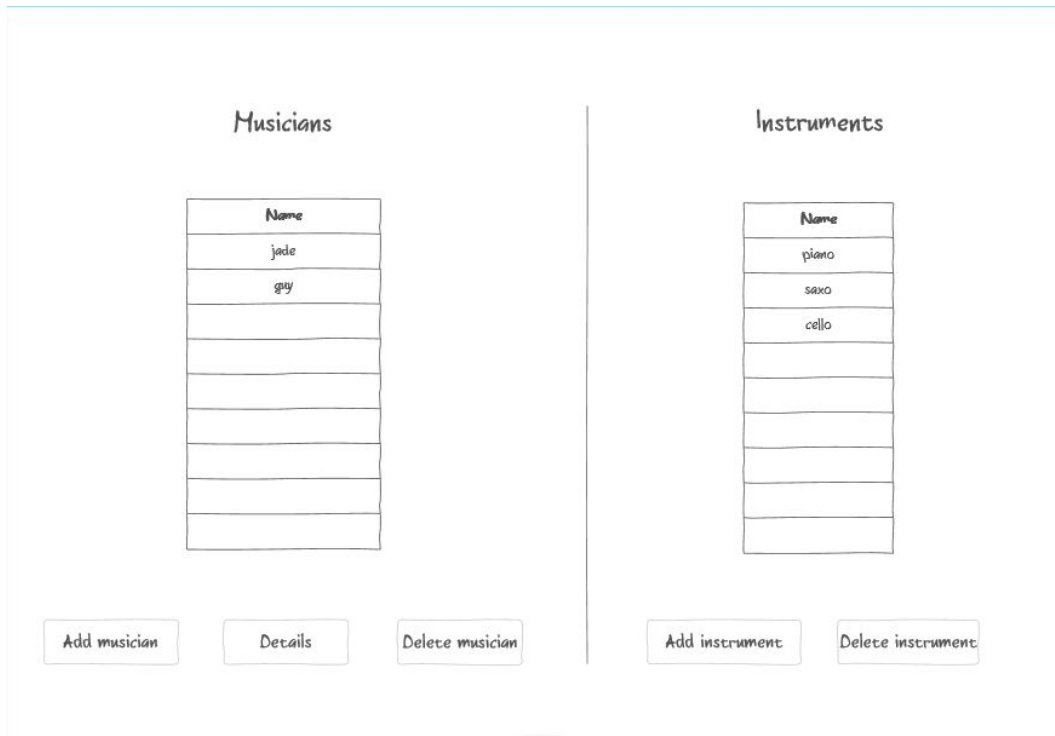 Musicians
Name
jade
guy
Add musician
Details
Delete musician
Instruments
Name
piano
saxo
cello
Add instrument
Delete instrument